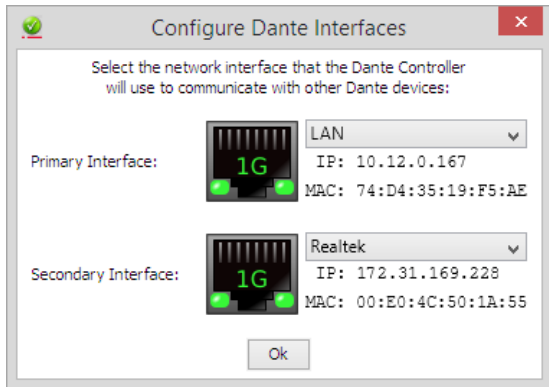 Configure Dante Interfaces
Select the network interface that the Dante Controller
will use to communicate with other Dante devices:
Primary Interface:
1G
LAN
IP: 10.12.0.167
MAC: 74:D4:35:19:F5:AE
Secondary Interface:
1G
Realtek
IP: 172.31.169.228
MAC: 00:E0:4C:50:1A:55
Ok